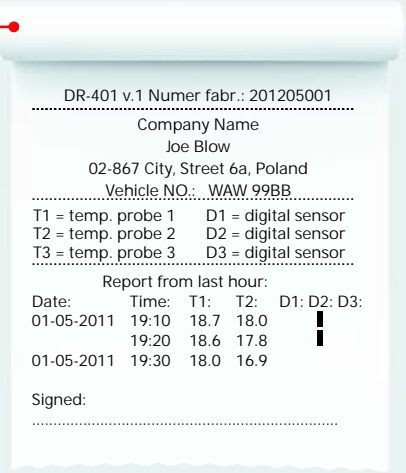 DR-401 v.1 Numer fabr.: 201205001
Company Name
Joe Blow
02-867 City, Street 6a, Poland
Vehicle NO.: WAW 99BB
T1 = temp. probe 1 D1 = digital sensor
T2 = temp. probe 2 D2 = digital sensor
T3 = temp. probe 3 D3 = digital sensor
Report from last hour:
Date: Time: T1: T2: D1: D2: D3:
01-05-2011 19:10 18.7 18.0
19:20 18.6 17.8
01-05-2011 19:30 18.0 16.9
Signed: